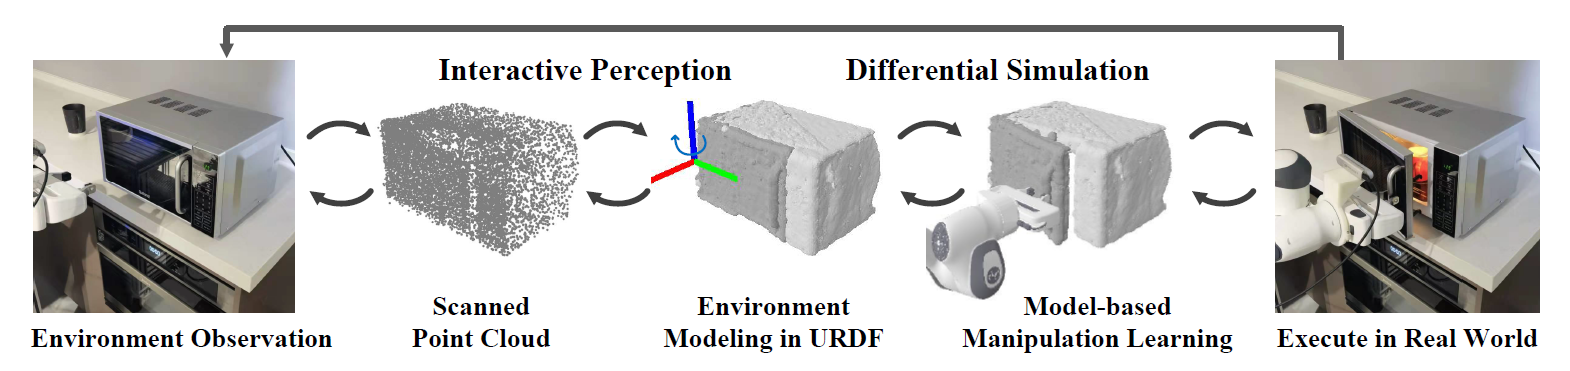 Interactive Perception
Differential Simulation
Environment Observation
Scanned
Point Cloud
Environment
Modeling in URDF
Model-based
Manipulation Learning
Execute in Real World